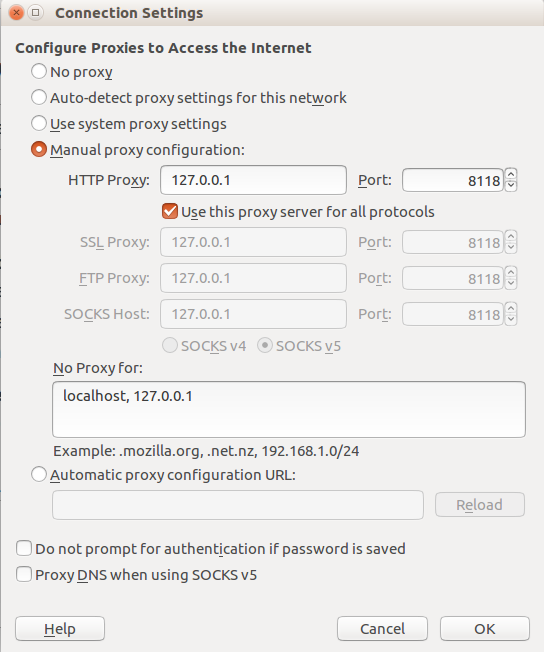 Connection Settings
Configure Proxies to Access the Internet
No proxy
Auto-detect proxy settings for this network
Use system proxy settings
Manual proxy configuration:
HTTP Proxy: 127.0.0.1 Port: 8118
Use this proxy server for all protocols
SSL Proxy: 127.0.0.1 Port: 8118
FTP Proxy: 127.0.0.1 Port: 8118
SOCKS Host: 127.0.0.1 Port: 8118
SOCKS v4 SOCKS v5
No Proxy for:
localhost, 127.0.0.1
Example: .mozilla.org, .net.nz, 192.168.1.0/24
Automatic proxy configuration URL:
Reload
Do not prompt for authentication if password is saved
Proxy DNS when using SOCKS v5
Help Cancel OK